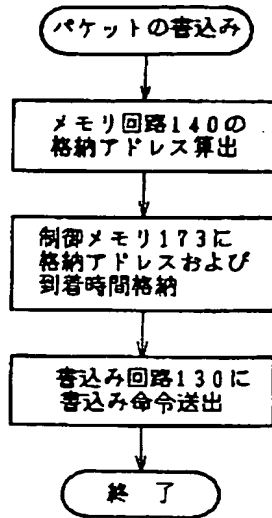 パケットの書込み
メモリ回路140の
格納アドレス算出
制御メモリ173に
格納アドレスおよび
到着時間格納
書込み回路130に
書込み命令送出
終 了